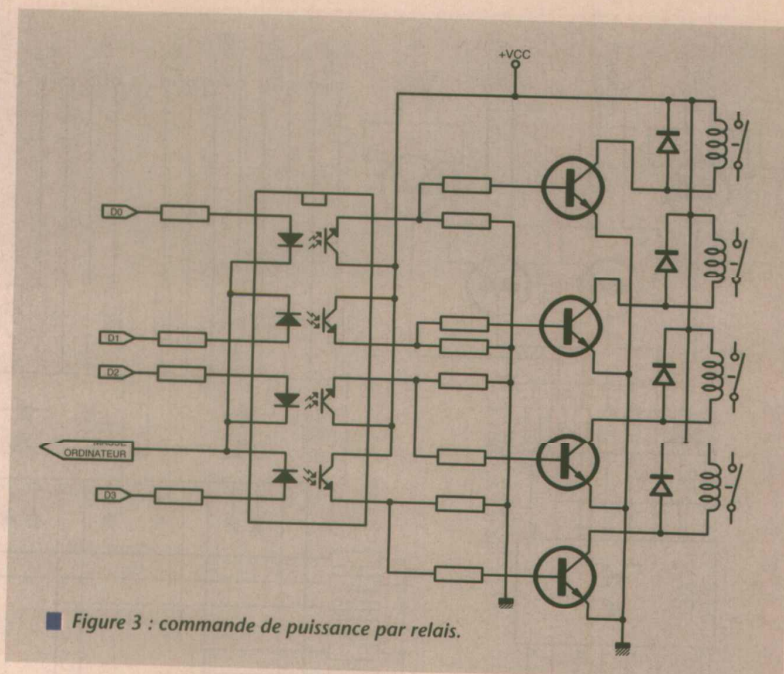 +VCC
D0
D1
D2
ORDINATEUR
D3
Figure 3 : commande de puissance par relais.